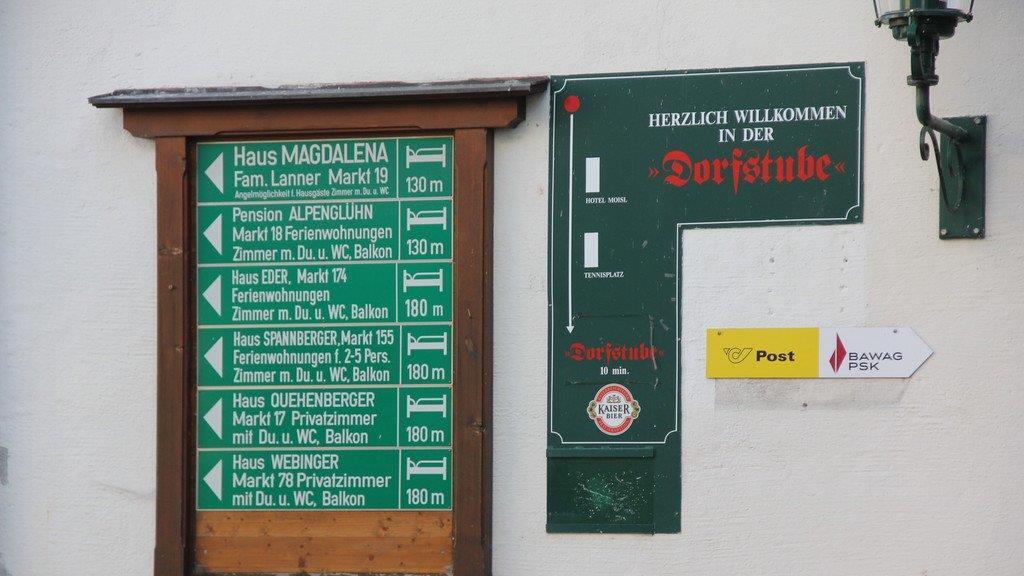 Haus MAGDALENA
Fam. Lanner Markt 19
Angelmöglichkeit f. Hausgäste Zimmer m. Du. u. WC
130 m
Pension ALPENGLÜHN
Markt 18 Ferienwohnungen
Zimmer m. Du. u. WC, Balkon
130 m
Haus EDER, Markt 174
Ferienwohnungen
Zimmer m. Du. u. WC, Balkon
180 m
Haus SPANNBERGER, Markt 155
Ferienwohnungen f. 2-5 Pers.
Zimmer m. Du. u. WC, Balkon
180 m
Haus QUEHENBERGER
Markt 17 Privatzimmer
mit Du. u. WC, Balkon
180 m
Haus WEBINGER
Markt 78 Privatzimmer
mit Du. u. WC, Balkon
180 m
HERZLICH WILLKOMMEN
IN DER
»Dorfstube«
HOTEL MOISL
TENNISPLATZ
»Dorfstube«
10 min.
KAISER
BIER
Post
BAWAG
PSK